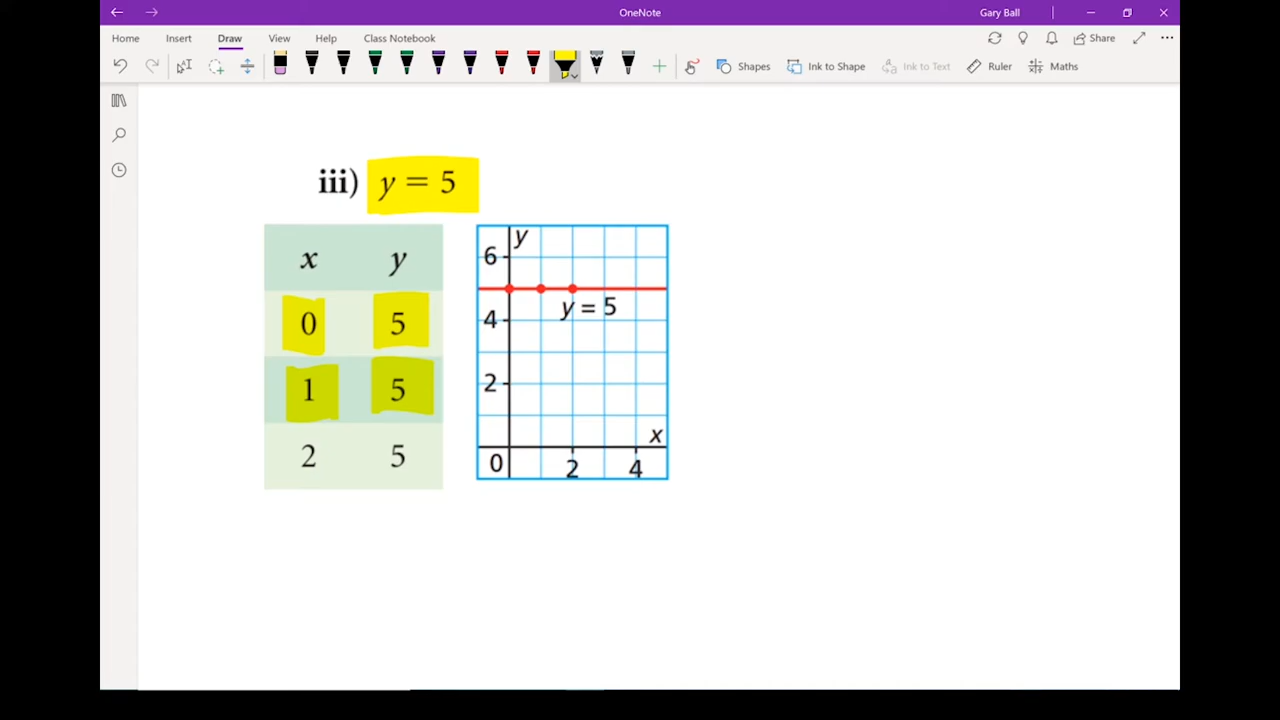 OneNote
Gary Ball
Home Insert Draw View Help Class Notebook
Share
Shapes Ink to Shape Ink to Text Ruler Maths
iii) y = 5
x y
0 5
1 5
2 5
y
6
4
2
0 2 4
x
y = 5